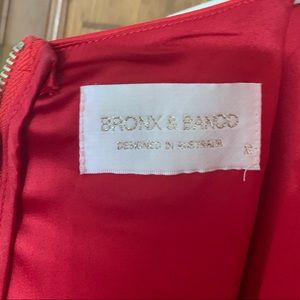 BRONX & BANCO
DESIGNED IN AUSTRALIA